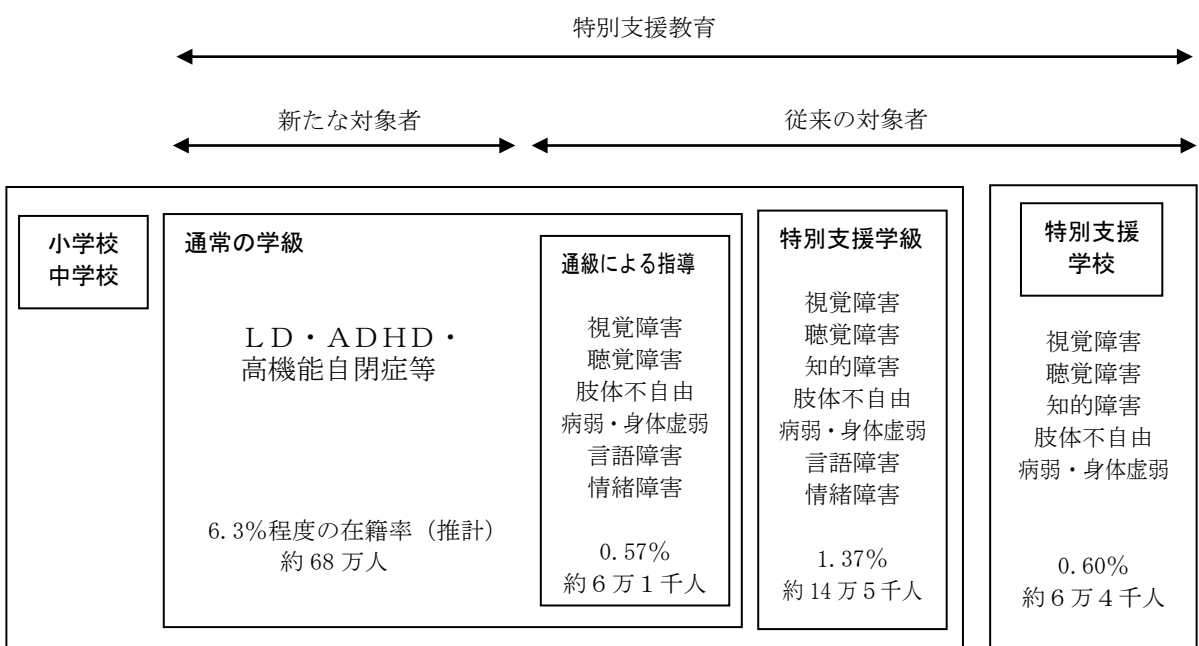 特別支援教育
新たな対象者
従来の対象者
小学校
中学校
通常の学級
ＬＤ・ＡＤＨＤ・
高機能自閉症等
6.3％程度の在籍率（推計）
約 68 万人
通級による指導
視覚障害
聴覚障害
肢体不自由
病弱・身体虚弱
言語障害
情緒障害
0.57％
約６万１千人
特別支援学級
視覚障害
聴覚障害
知的障害
肢体不自由
病弱・身体虚弱
言語障害
情緒障害
1.37％
約 14 万５千人
特別支援
学校
視覚障害
聴覚障害
知的障害
肢体不自由
病弱・身体虚弱
0.60％
約６万４千人